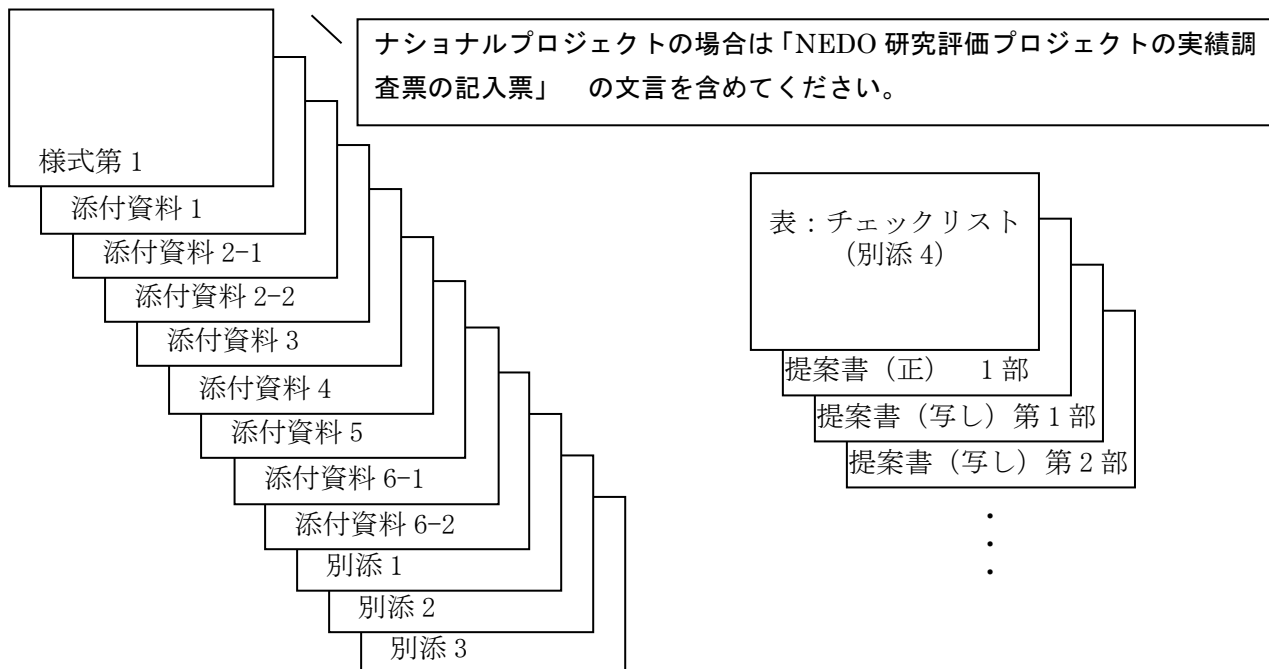 ナショナルプロジェクトの場合は「NEDO 研究評価プロジェクトの実績調
査票の記入票」　の文言を含めてください。
様式第 1
添付資料 1
添付資料 2-1
添付資料 2-2
添付資料 3
添付資料 4
添付資料 5
添付資料 6-1
添付資料 6-2
別添 1
別添 2
別添 3
表：チェックリスト
（別添 4）
提案書（正）　1 部
提案書（写し）第 1 部
提案書（写し）第 2 部
・
・
・